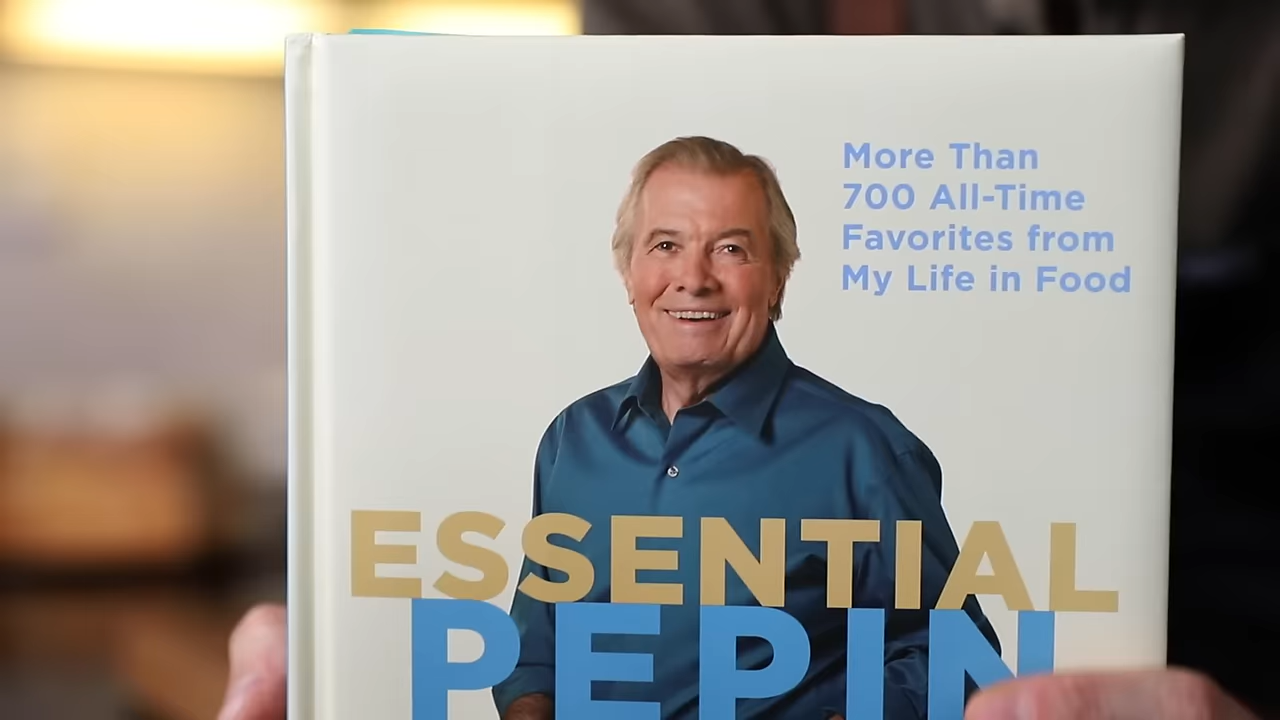 More Than
700 All-Time
Favorites from
My Life in Food
ESSENTIAL
PEPIN